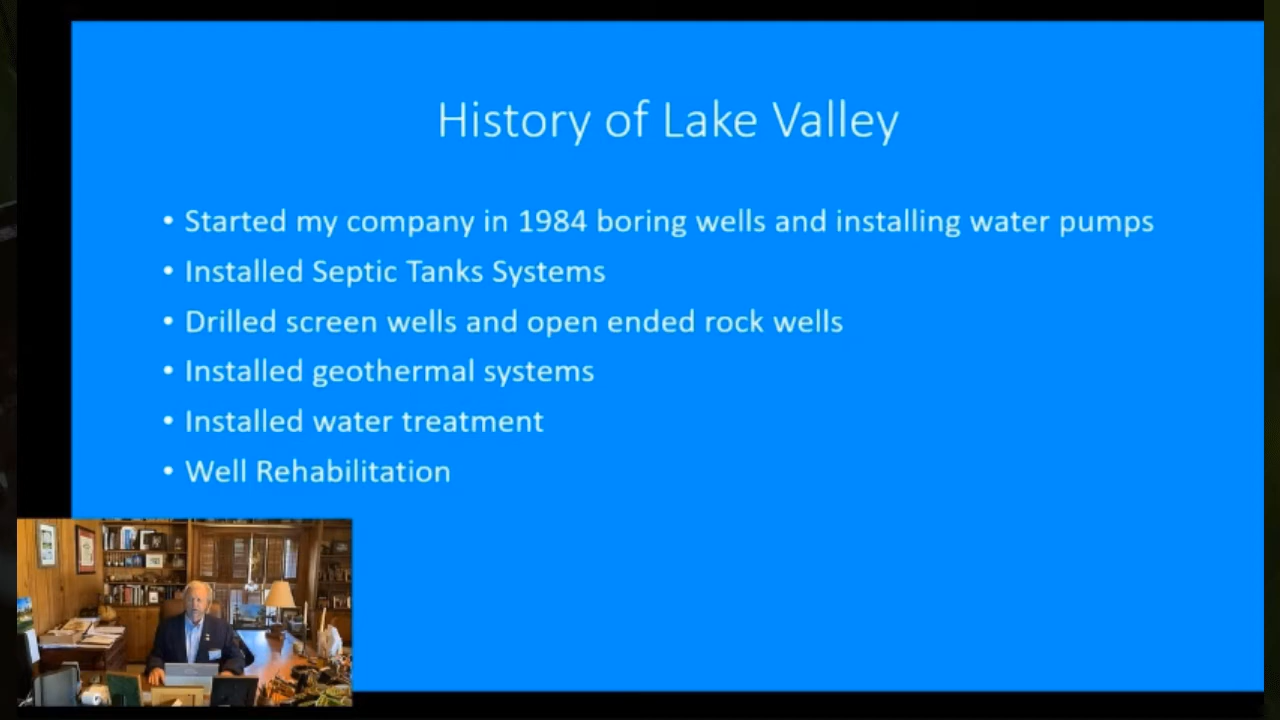 History of Lake Valley
• Started my company in 1984 boring wells and installing water pumps
• Installed Septic Tanks Systems
• Drilled screen wells and open ended rock wells
• Installed geothermal systems
• Installed water treatment
• Well Rehabilitation